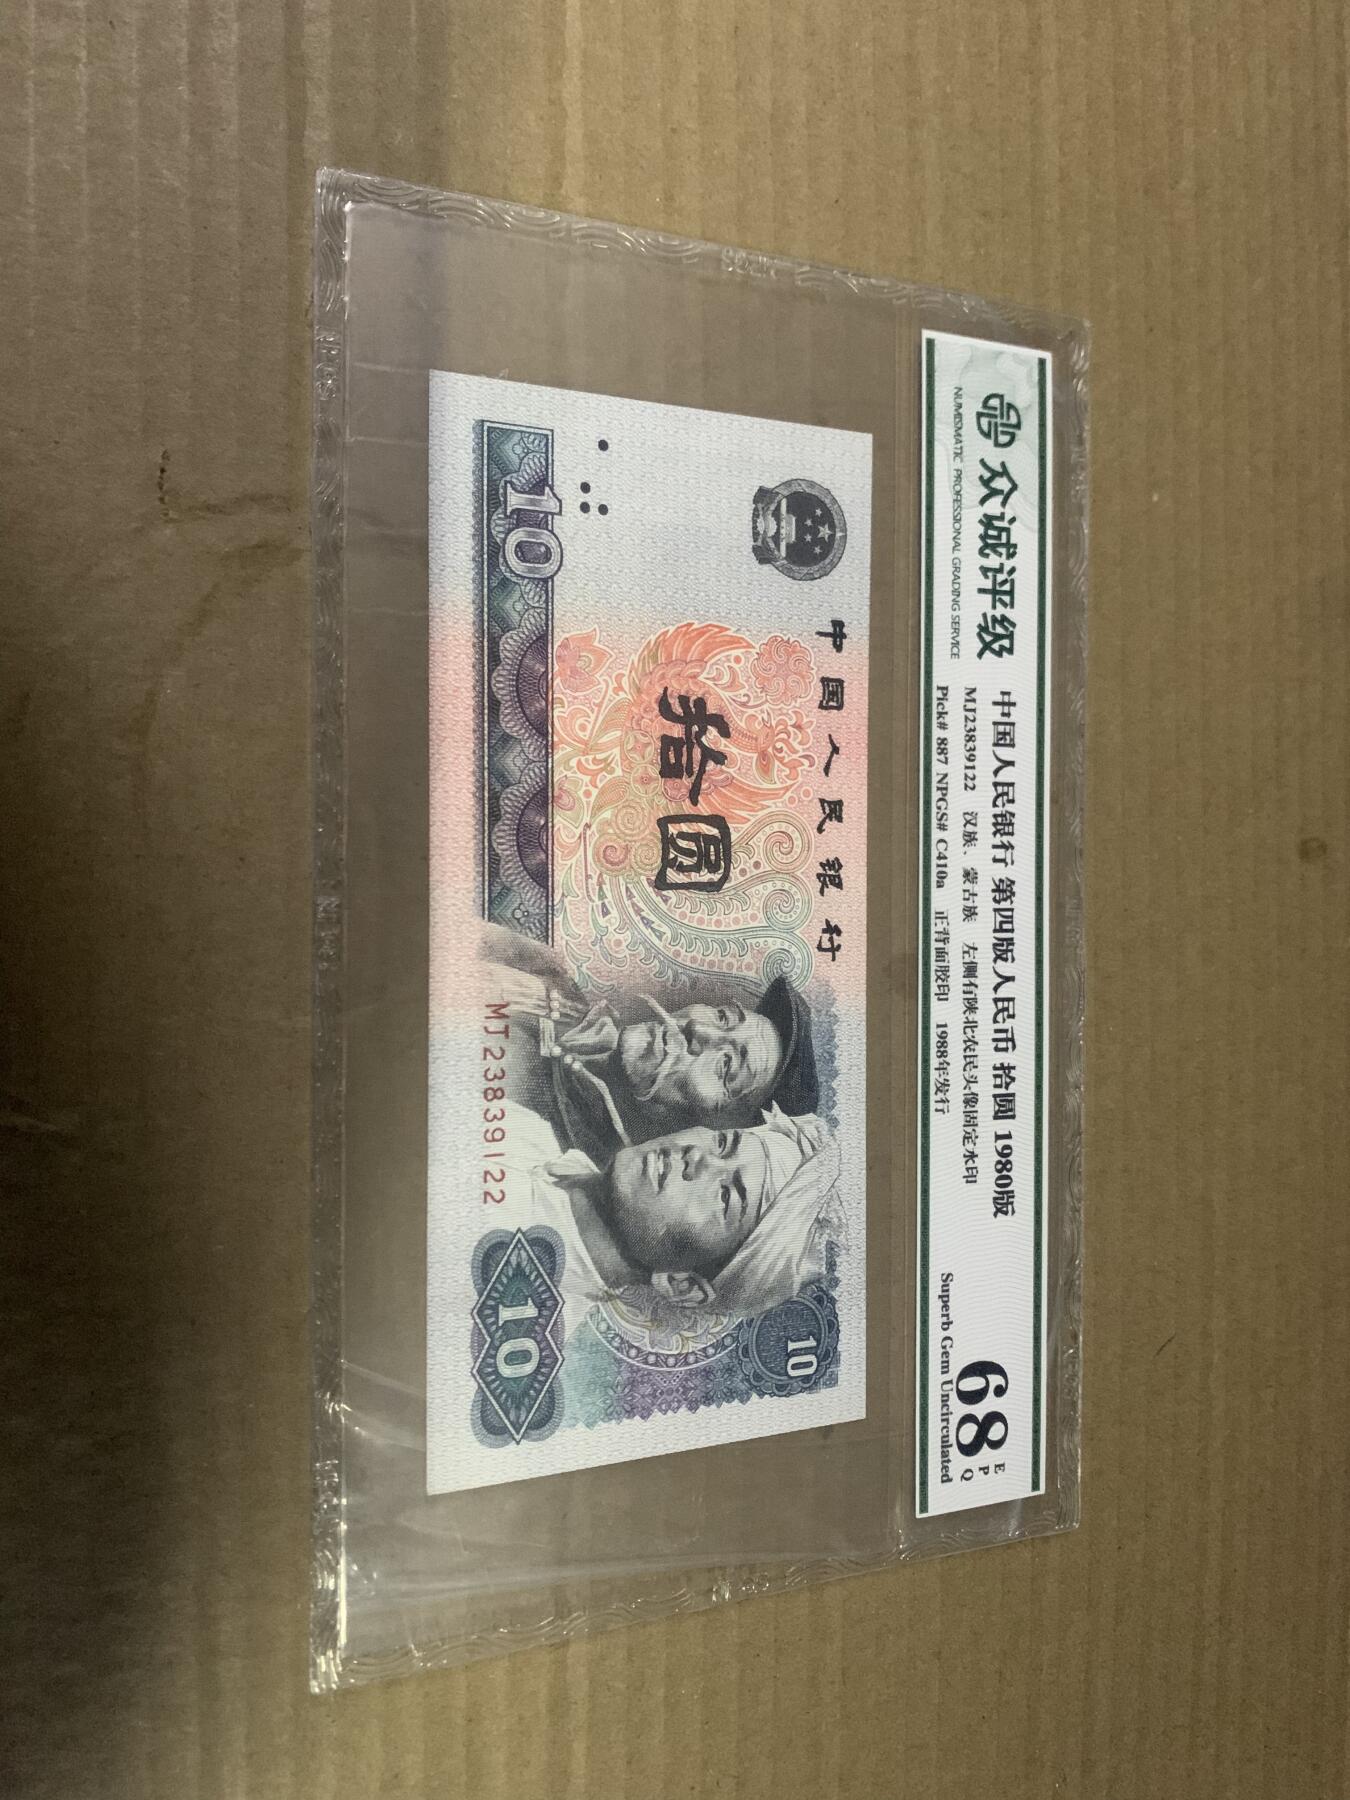 众诚评级
NUMISMATIC PROFESSIONAL GRADING SERVICE
中国人民银行 第四版人民币 拾圆 1980版
MJ23839122 汉族、蒙古族 左侧有陕北农民头像固定水印
Pick# 887 NPGS# C410a 正背面胶印 1988年发行
68
EPQ
Superb Gem Uncirculated
中国人民银行
拾圆
10
MJ23839122
10
10
NPGS